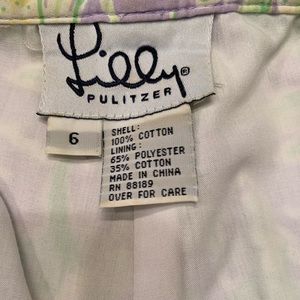 Lilly
PULITZER
6
SHELL:
100% COTTON
LINING:
65% POLYESTER
35% COTTON
MADE IN CHINA
RN 88189
OVER FOR CARE